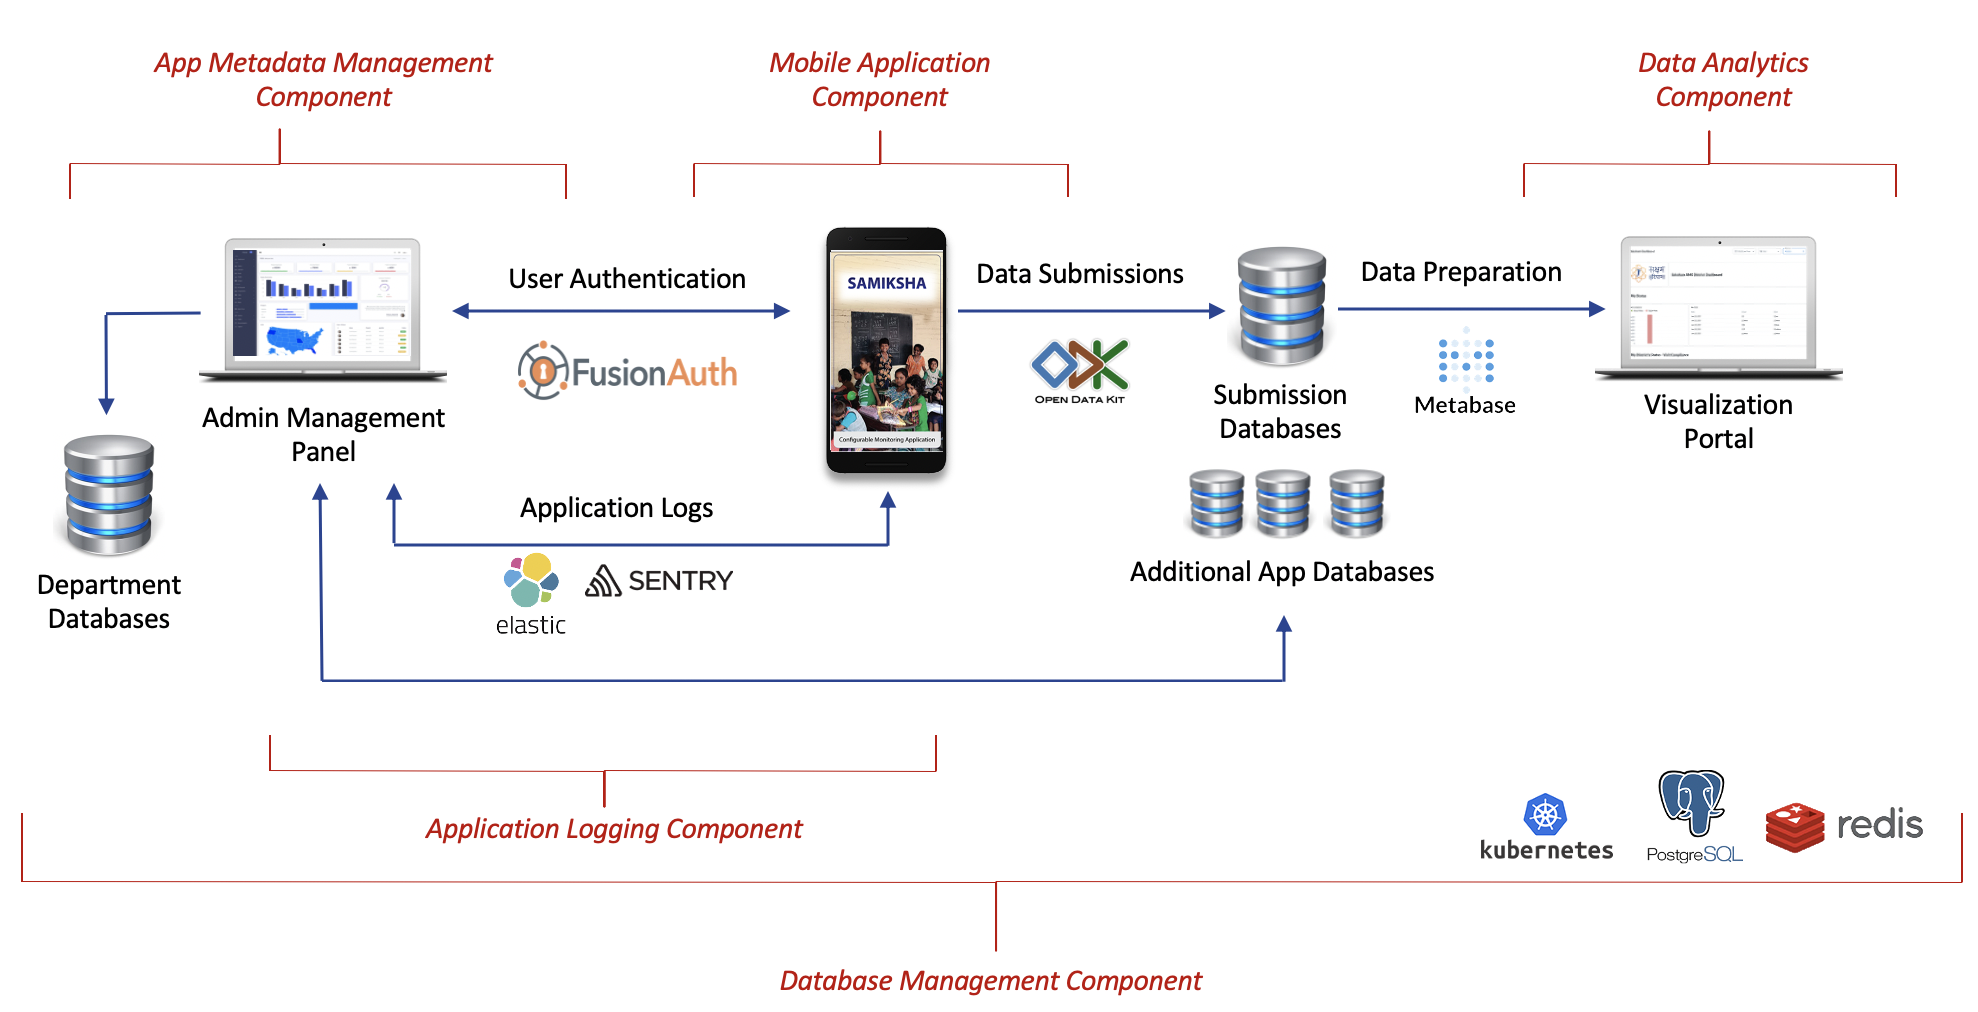 App Metadata Management
Component
Mobile Application
Component
Data Analytics
Component
User Authentication
FusionAuth
SAMIKSHA
Configurable Monitoring Application
Data Submissions
OPEN DATA KIT
Data Preparation
Metabase
Admin Management
Panel
Submission
Databases
Visualization
Portal
Application Logs
elastic
SENTRY
Department
Databases
Additional App Databases
Application Logging Component
kubernetes
PostgreSQL
redis
Database Management Component